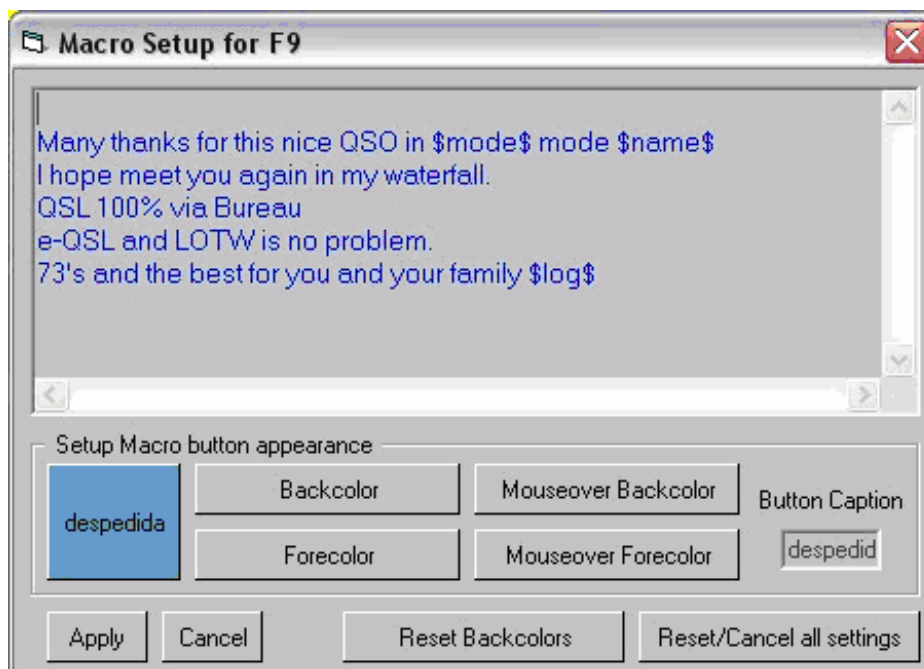 Macro Setup for F9
Many thanks for this nice QSO in $mode$ mode $name$
I hope meet you again in my waterfall.
QSL 100% via Bureau
e-QSL and LOTW is no problem.
73's and the best for you and your family $log$
Setup Macro button appearance
despedida
Backcolor
Mouseover Backcolor
Button Caption
Forecolor
Mouseover Forecolor
despedid
Apply
Cancel
Reset Backcolors
Reset/Cancel all settings